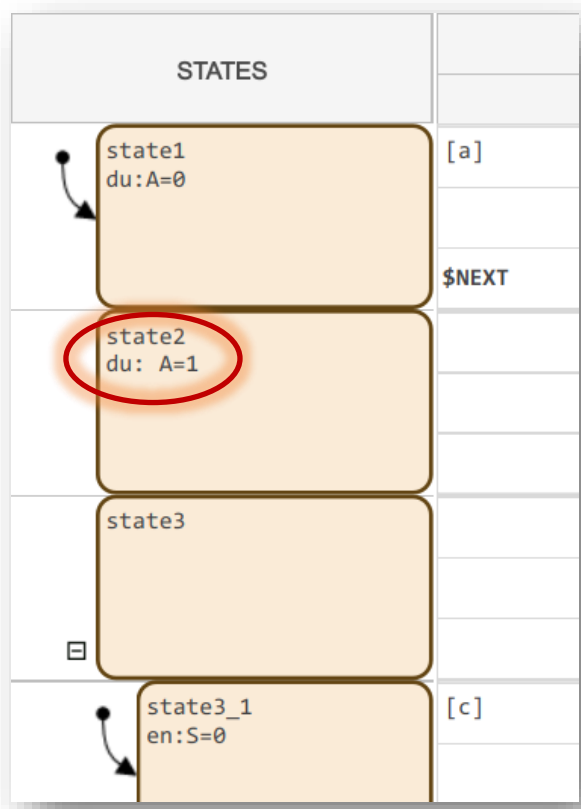 STATES
state1
du:A=0
[a]
$NEXT
state2
du: A=1
state3
state3_1
en:S=0
[c]